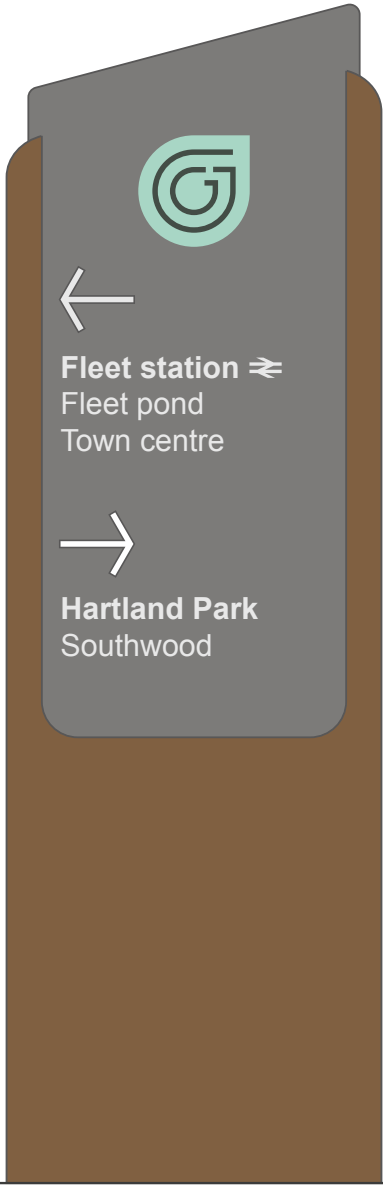 Fleet station
Fleet pond
Town centre
Hartland Park
Southwood